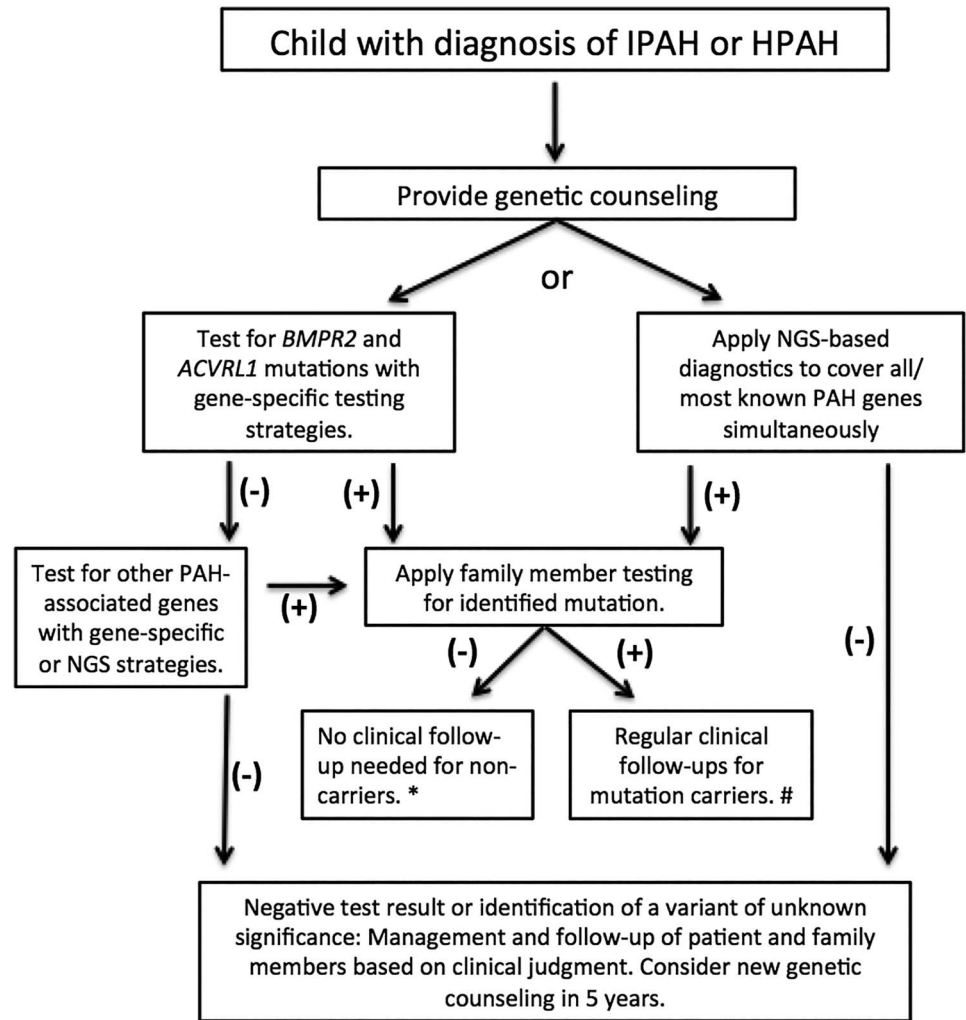 Child with diagnosis of IPAH or HPAH
Provide genetic counseling
or
Test for BMPR2 and
ACVRL1 mutations with
gene-specific testing
strategies.
Apply NGS-based
diagnostics to cover all/
most known PAH genes
simultaneously
(-)
(+)
(+)
Test for other PAH-
associated genes
with gene-specific
or NGS strategies.
(+)
Apply family member testing
for identified mutation.
(-)
(+)
(-)
No clinical follow-
up needed for non-
carriers. *
Regular clinical
follow-ups for
mutation carriers. #
(-)
Negative test result or identification of a variant of unknown
significance: Management and follow-up of patient and family
members based on clinical judgment. Consider new genetic
counseling in 5 years.